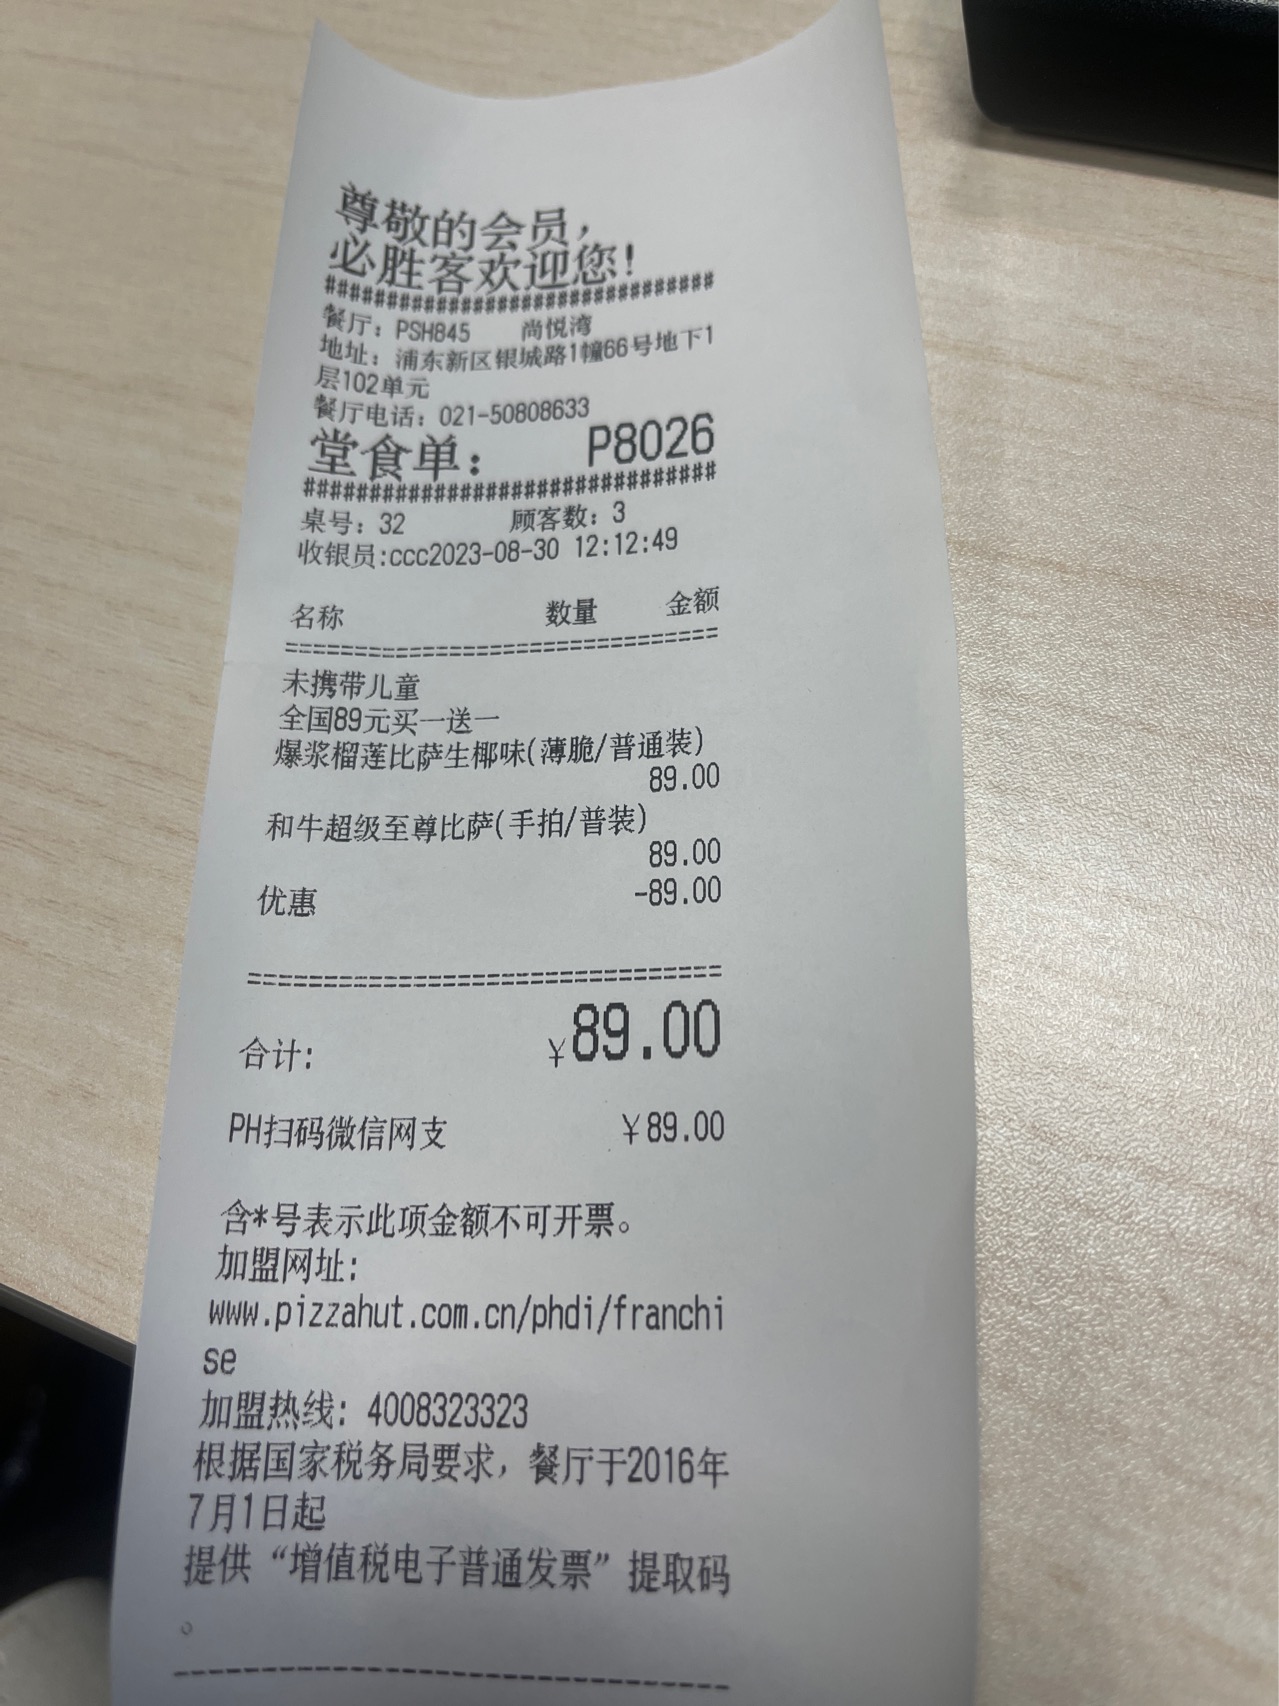 尊敬的会员，
必胜客欢迎您！
###############################
餐厅：PSH845 尚悦湾
地址：浦东新区银城路1幢66号地下1
层102单元
餐厅电话：021-50808633
堂食单： P8026
###############################
桌号：32 顾客数：3
收银员:ccc2023-08-30 12:12:49
名称 数量 金额
===============================
未携带儿童
全国89元买一送一
爆浆榴莲比萨生椰味(薄脆/普通装)
89.00
和牛超级至尊比萨(手拍/普装)
89.00
优惠 -89.00
===============================
合计: ¥89.00
PH扫码微信网支 ¥89.00
含*号表示此项金额不可开票。
加盟网址:
www.pizzahut.com.cn/phdi/franchi
se
加盟热线: 4008323323
根据国家税务局要求，餐厅于2016年
7月1日起
提供“增值税电子普通发票”提取码
。
--------------------------------